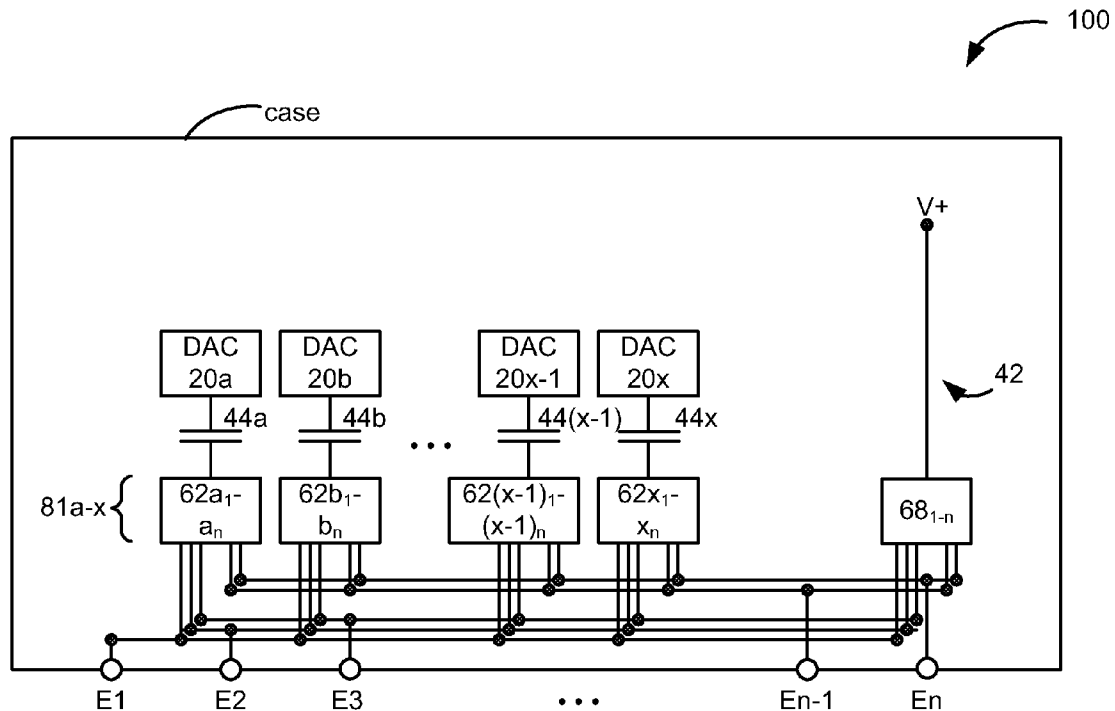 100
case
V+
DAC 20a
DAC 20b
DAC 20x-1
DAC 20x
42
44a
44b
...
44(x-1)
44x
81a-x
62a₁-aₙ
62b₁-bₙ
62(x-1)₁-(x-1)ₙ
62x₁-xₙ
68₁₋ₙ
E1
E2
E3
...
En-1
En